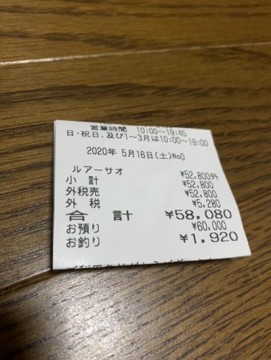 営業時間 10:00~19:45
日・祝日、及び1~3月は10:00~19:00
2020年 5月16日(土)No0
ルアーサオ ¥52,800外
小計 ¥52,800
外税売 ¥52,800
外税 ¥5,280
合計 ¥58,080
お預り ¥60,000
お釣り ¥1,920